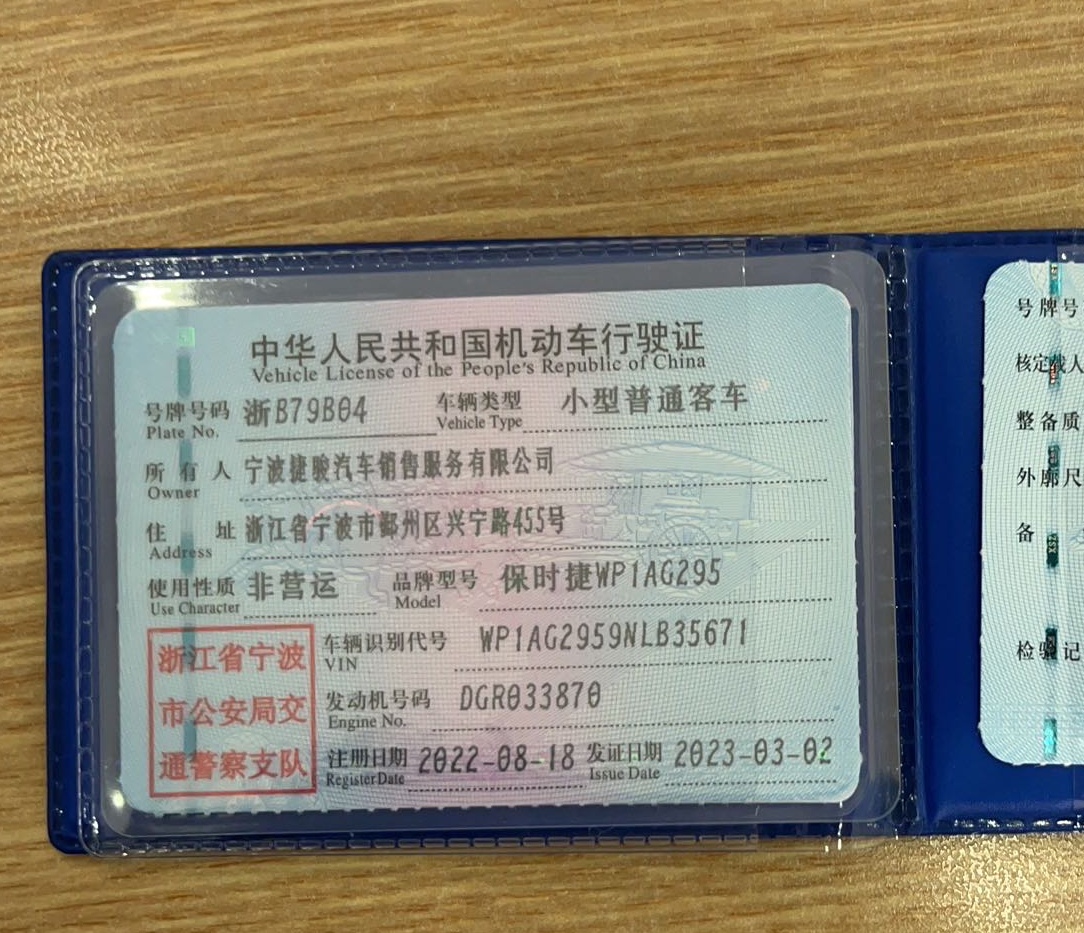 中华人民共和国机动车行驶证
Vehicle License of the People's Republic of China
号牌号码 浙B79B04 车辆类型 小型普通客车
Plate No. Vehicle Type
所有人 宁波捷骏汽车销售服务有限公司
Owner
住址 浙江省宁波市鄞州区兴宁路455号
Address
使用性质 非营运 品牌型号 保时捷WP1AG295
Use Character Model
浙江省宁波
市公安局交
通警察支队
车辆识别代号 WP1AG2959NLB35671
VIN
发动机号码 DGR033870
Engine No.
注册日期 2022-08-18 发证日期 2023-03-02
Register Date Issue Date
号牌号
核定载人
整备质
外廓尺
备
检验记